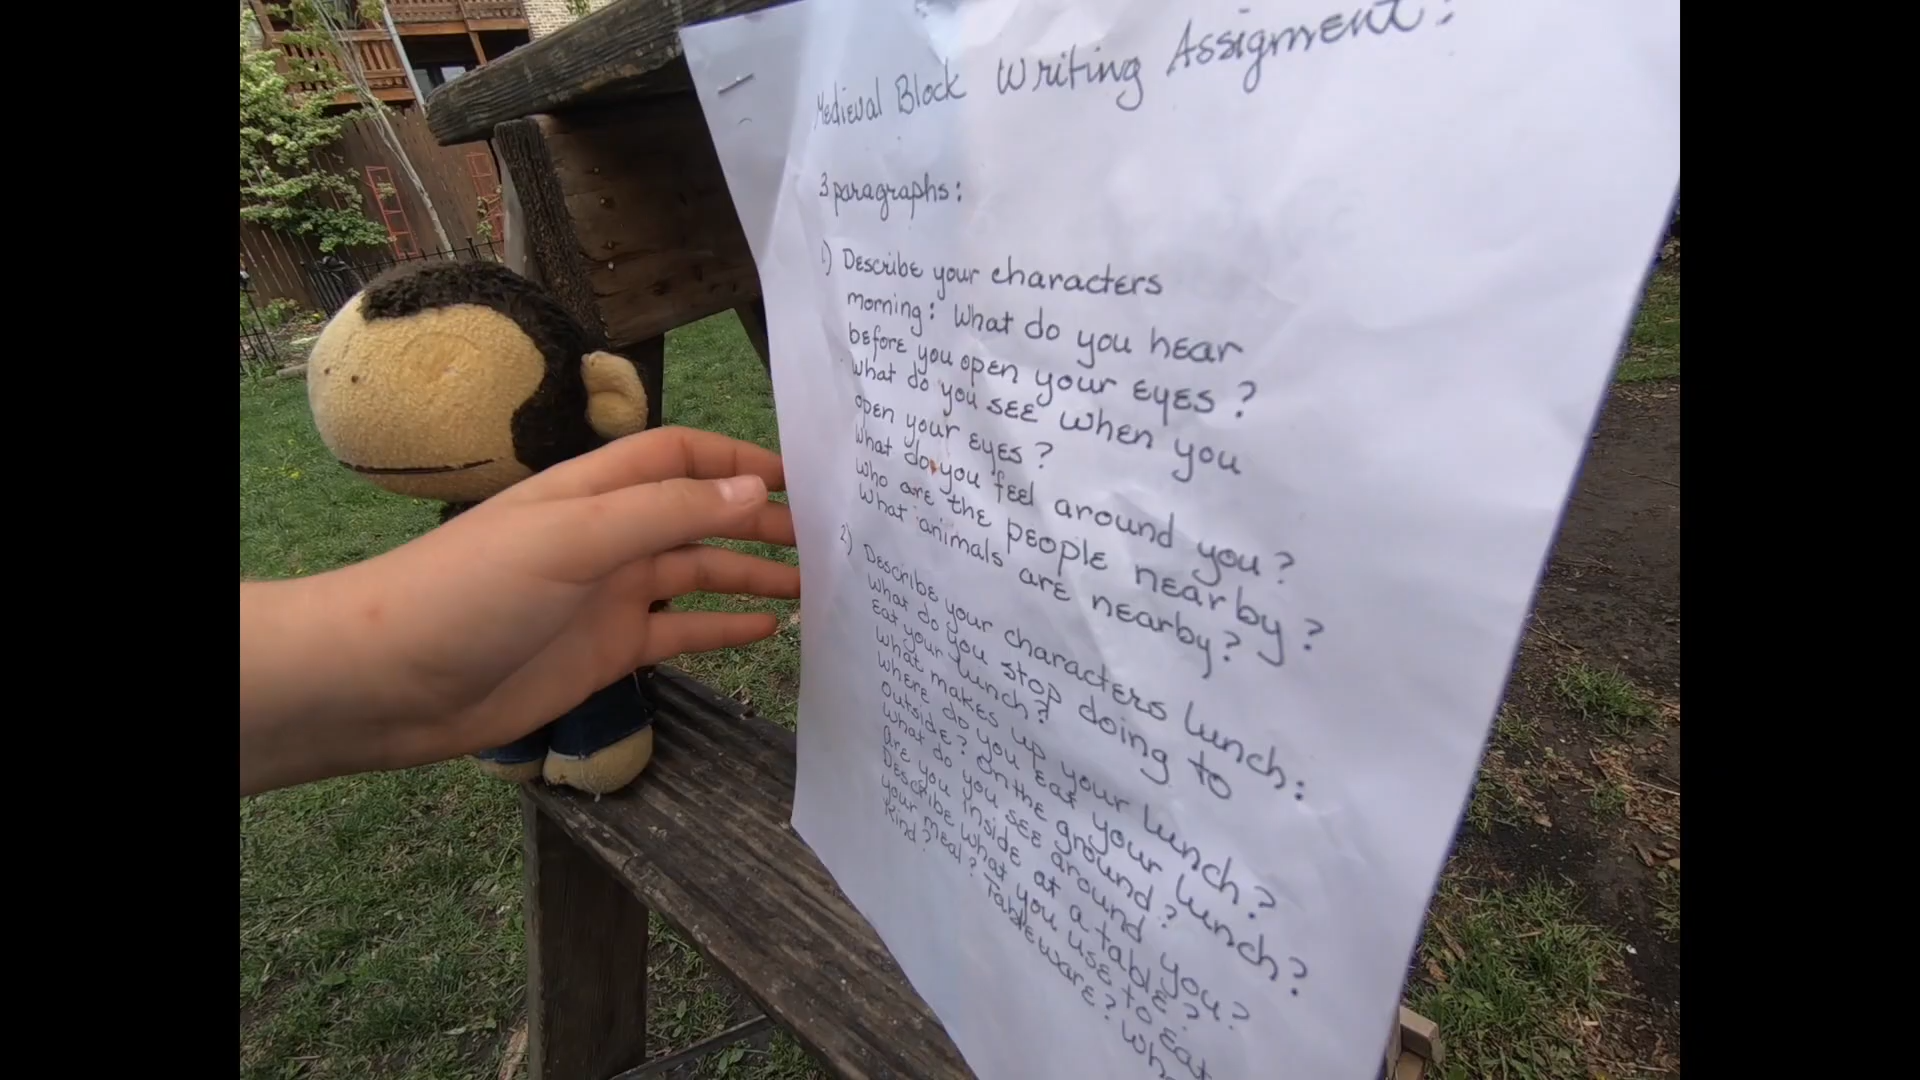 Medieval Block Writing Assigment:
3 paragraphs:
1) Describe your characters
morning: What do you hear
before you open your eyes?
What do you see when you
open your eyes?
What do you feel around you?
Who are the people nearby?
What animals are nearby?
2) Describe your characters lunch:
What do you stop doing to
Eat your lunch?
What makes up your lunch?
Where do you eat your lunch?
Outside? On the ground?
What do you see around you?
Are you inside at a table?
Describe what you use to eat
your meal? Tableware? Wh
Kind?